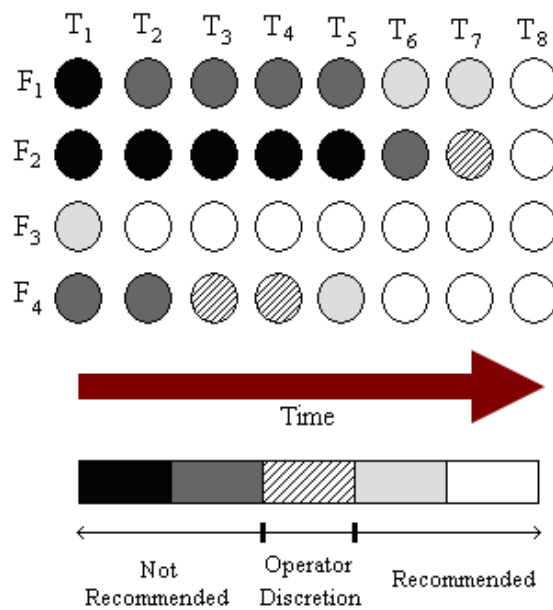 T1 T2 T3 T4 T5 T6 T7 T8
F1
F2
F3
F4
Time
Not Recommended
Operator Discretion
Recommended